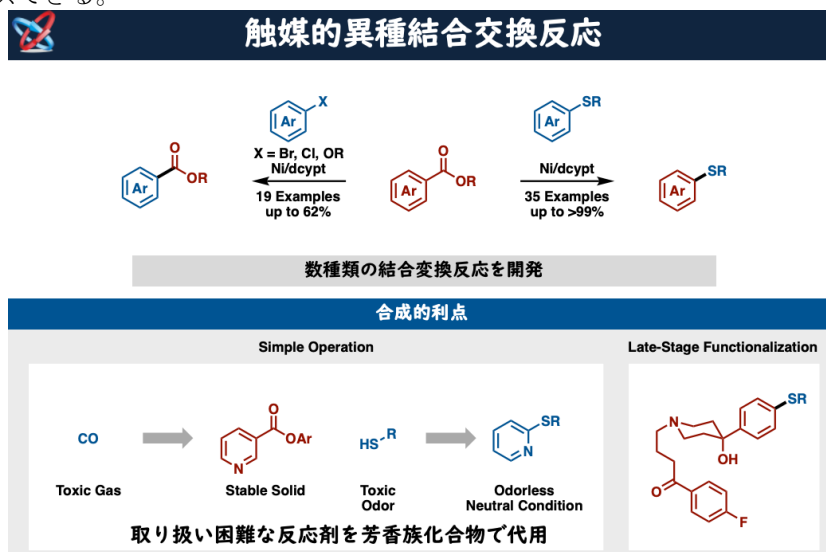 できる。
触媒的異種結合交換反応
X
Ar
X = Br, Cl, OR
Ni/dcypt
19 Examples
up to 62%
O
OR
Ar
O
OR
Ar
SR
Ar
Ni/dcypt
35 Examples
up to >99%
SR
Ar
数種類の結合変換反応を開発
合成的利点
Simple Operation
Late-Stage Functionalization
CO
O
OAr
N
HS R
SR
N
SR
N
OH
O
F
Toxic Gas
Stable Solid
Toxic
Odor
Odorless
Neutral Condition
取り扱い困難な反応剤を芳香族化合物で代用